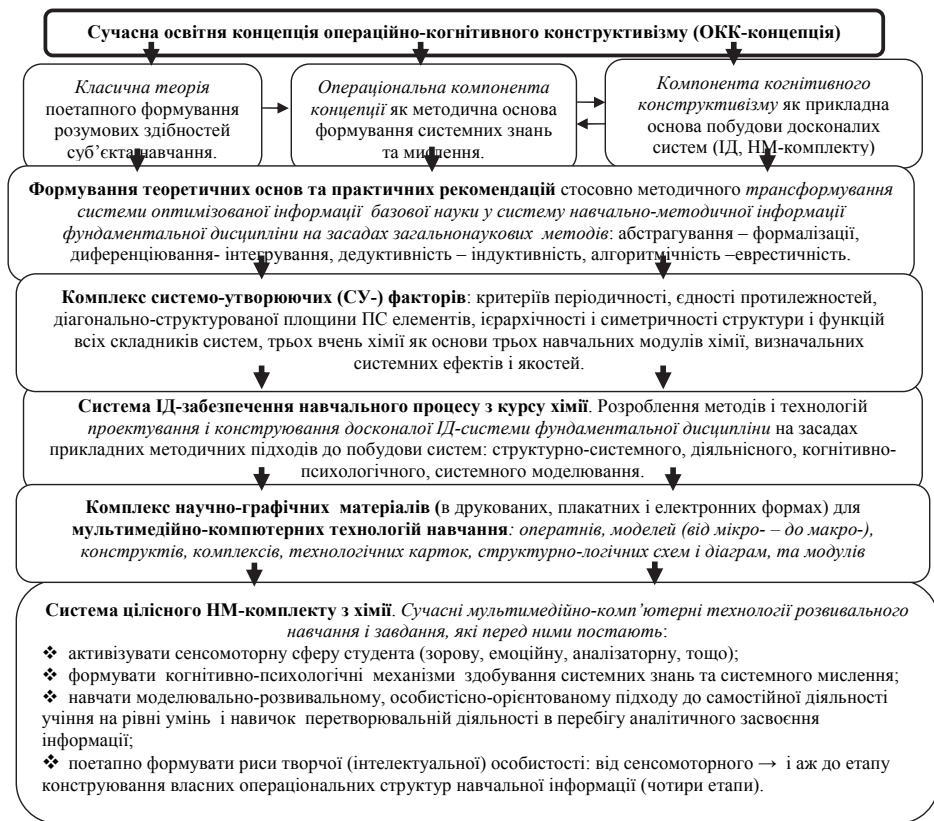 Сучасна освітня концепція операційно-когнітивного конструктивізму (ОКК-концепція)
Класична теорія
поетапного формування
розумових здібностей
суб’єкта навчання.
Операціональна компонента
концепції як методична основа
формування системних знань
та мислення.
Компонента когнітивного
конструктивізму як прикладна
основа побудови досконалих
систем (ІД, НМ-комплекту)
Формування теоретичних основ та практичних рекомендацій стосовно методичного трансформування
системи оптимізованої інформації базової науки у систему навчально-методичної інформації
фундаментальної дисципліни на засадах загальнонаукових методів: абстрагування – формалізації,
диференціювання- інтегрування, дедуктивність – індуктивність, алгоритмічність –евреcтичність.
Комплекс системо-утворюючих (СУ-) факторів: критеріїв періодичності, єдності протилежностей,
діагонально-структурованої площини ПС елементів, ієрархічності і симетричності структури і функцій
всіх складників систем, трьох вчень хімії як основи трьох навчальних модулів хімії, визначальних
системних ефектів і якостей.
Система ІД-забезпечення навчального процесу з курсу хімії. Розроблення методів і технологій
проектування і конструювання досконалої ІД-системи фундаментальної дисципліни на засадах
прикладних методичних підходів до побудови систем: структурно-системного, діяльнісного, когнітивно-
психологічного, системного моделювання.
Комплекс научно-графічних матеріалів (в друкованих, плакатних і електронних формах) для
мультимедійно-компютерних технологій навчання: оператнів, моделей (від мікро- – до макро-),
конструктів, комплексів, технологічних карток, структурно-логічних схем і діаграм, та модулів
Система цілісного НМ-комплекту з хімії. Сучасні мультимедійно-комп’ютерні технології розвивального
навчання і завдання, які перед ними постають:
❖ активізувати сенсомоторну сферу студента (зорову, емоційну, аналізаторну, тощо);
❖ формувати когнітивно-психологічні механізми здобування системних знань та системного мислення;
❖ навчати моделювально-розвивальному, особистісно-орієнтованому підходу до самостійної діяльності
учіння на рівні умінь і навичок перетворювальній діяльності в перебігу аналітичного засвоєння
інформації;
❖ поетапно формувати риси творчої (інтелектуальної) особистості: від сенсомоторного → і аж до етапу
конструювання власних операціональних структур навчальної інформації (чотири етапи).